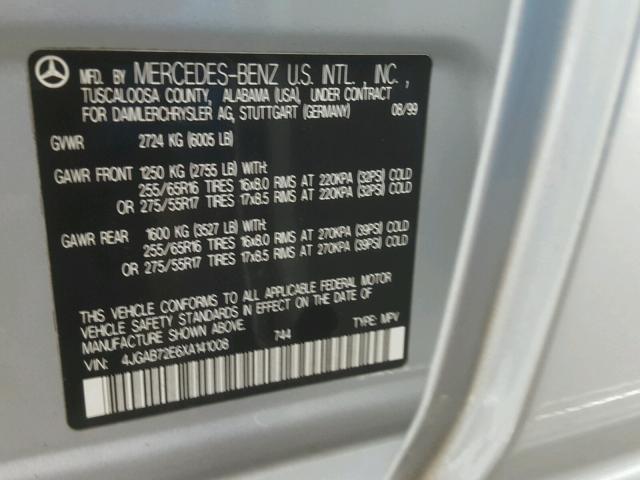 MFD. BY MERCEDES-BENZ U.S. INTL., INC.,
TUSCALOOSA COUNTY, ALABAMA (USA), UNDER CONTRACT
FOR DAIMLERCHRYSLER AG, STUTTGART (GERMANY) 08/99
GVWR 2724 KG (6005 LB)
GAWR FRONT 1250 KG (2755 LB) WITH:
255/65R16 TIRES 16x8.0 RIMS AT 220KPA (32PSI) COLD
OR 275/55R17 TIRES 17x8.5 RIMS AT 220KPA (32PSI) COLD
GAWR REAR 1600 KG (3527 LB) WITH:
255/65R16 TIRES 16x8.0 RIMS AT 270KPA (39PSI) COLD
OR 275/55R17 TIRES 17x8.5 RIMS AT 270KPA (39PSI) COLD
THIS VEHICLE CONFORMS TO ALL APPLICABLE FEDERAL MOTOR
VEHICLE SAFETY STANDARDS IN EFFECT ON THE DATE OF
MANUFACTURE SHOWN ABOVE. 744 TYPE: MPV
VIN: 4JGAB72E6XA141008